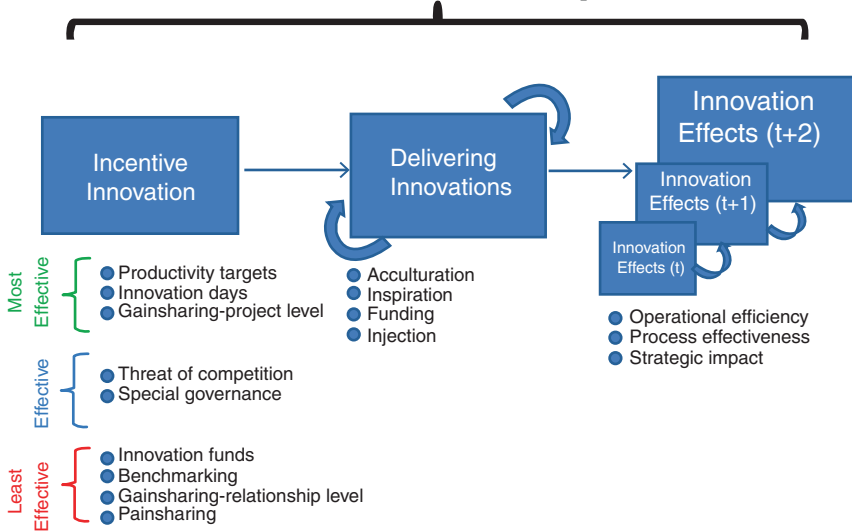 Incentive
Innovation
Delivering
Innovations
Innovation
Effects (t+2)
Innovation
Effects (t+1)
Innovation
Effects (t)
Most
Effective
Productivity targets
Innovation days
Gainsharing-project level
Effective
Threat of competition
Special governance
Least
Effective
Innovation funds
Benchmarking
Gainsharing-relationship level
Painsharing
Acculturation
Inspiration
Funding
Injection
Operational efficiency
Process effectiveness
Strategic impact